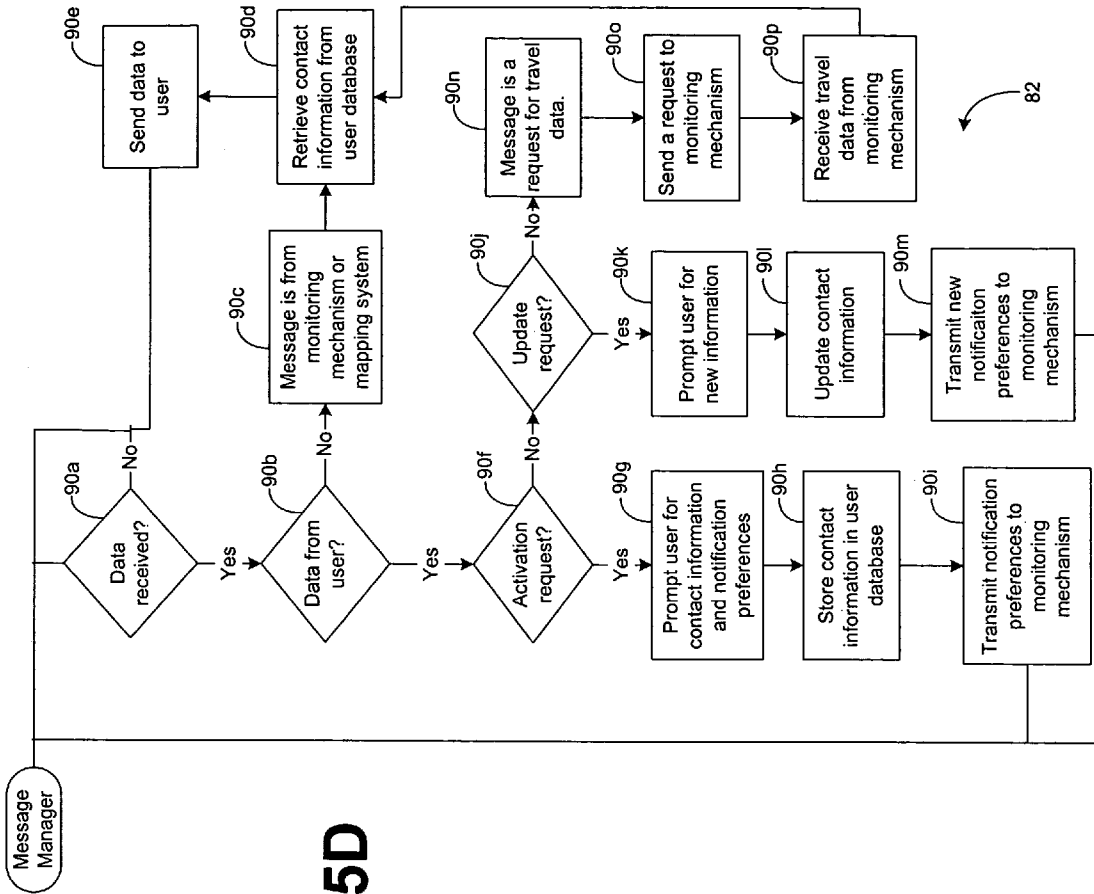 Message
Manager
5D
90a
Data
received?
No
Yes
90b
Data from
user?
No
Yes
90c
Message is from
monitoring
mechanism or
mapping system
90d
Retrieve contact
information from
user database
90e
Send data to
user
90f
Activation
request?
No
Yes
90g
Prompt user for
contact information
and notification
preferences
90h
Store contact
information in user
database
90i
Transmit notification
preferences to
monitoring
mechanism
90j
Update
request?
No
Yes
90k
Prompt user for
new information
90l
Update contact
information
90m
Transmit new
notificaiton
preferences to
monitoring
mechanism
90n
Message is a
request for travel
data.
90o
Send a request to
monitoring
mechanism
90p
Receive travel
data from
monitoring
mechanism
82